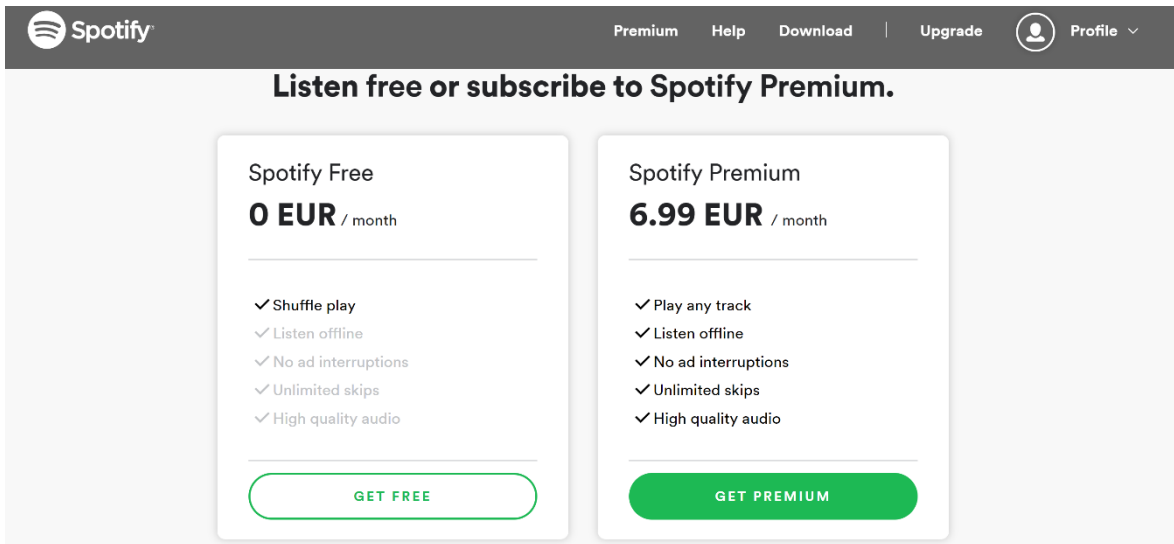 Spotify
Premium Help Download | Upgrade Profile
Listen free or subscribe to Spotify Premium.
Spotify Free
0 EUR / month
Shuffle play
Listen offline
No ad interruptions
Unlimited skips
High quality audio
GET FREE
Spotify Premium
6.99 EUR / month
Play any track
Listen offline
No ad interruptions
Unlimited skips
High quality audio
GET PREMIUM